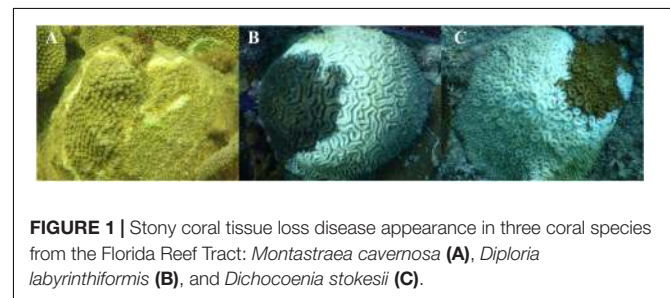 A B C
FIGURE 1 | Stony coral tissue loss disease appearance in three coral species
from the Florida Reef Tract: Montastraea cavernosa (A), Diploria
labyrinthiformis (B), and Dichocoenia stokesii (C).